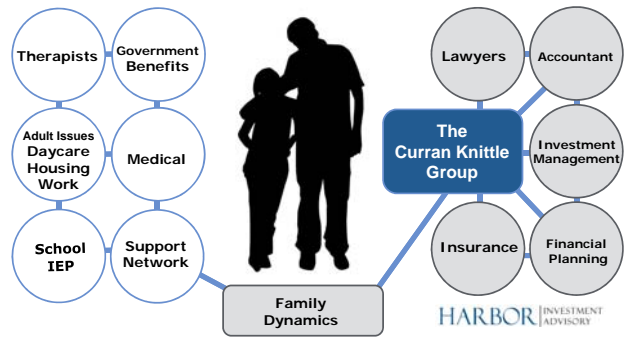 Therapists
Government
Benefits
Adult Issues
Daycare
Housing
Work
Medical
School
IEP
Support
Network
Family
Dynamics
Lawyers
Accountant
The
Curran Knittle
Group
Investment
Management
Insurance
Financial
Planning
HARBOR INVESTMENT
ADVISORY